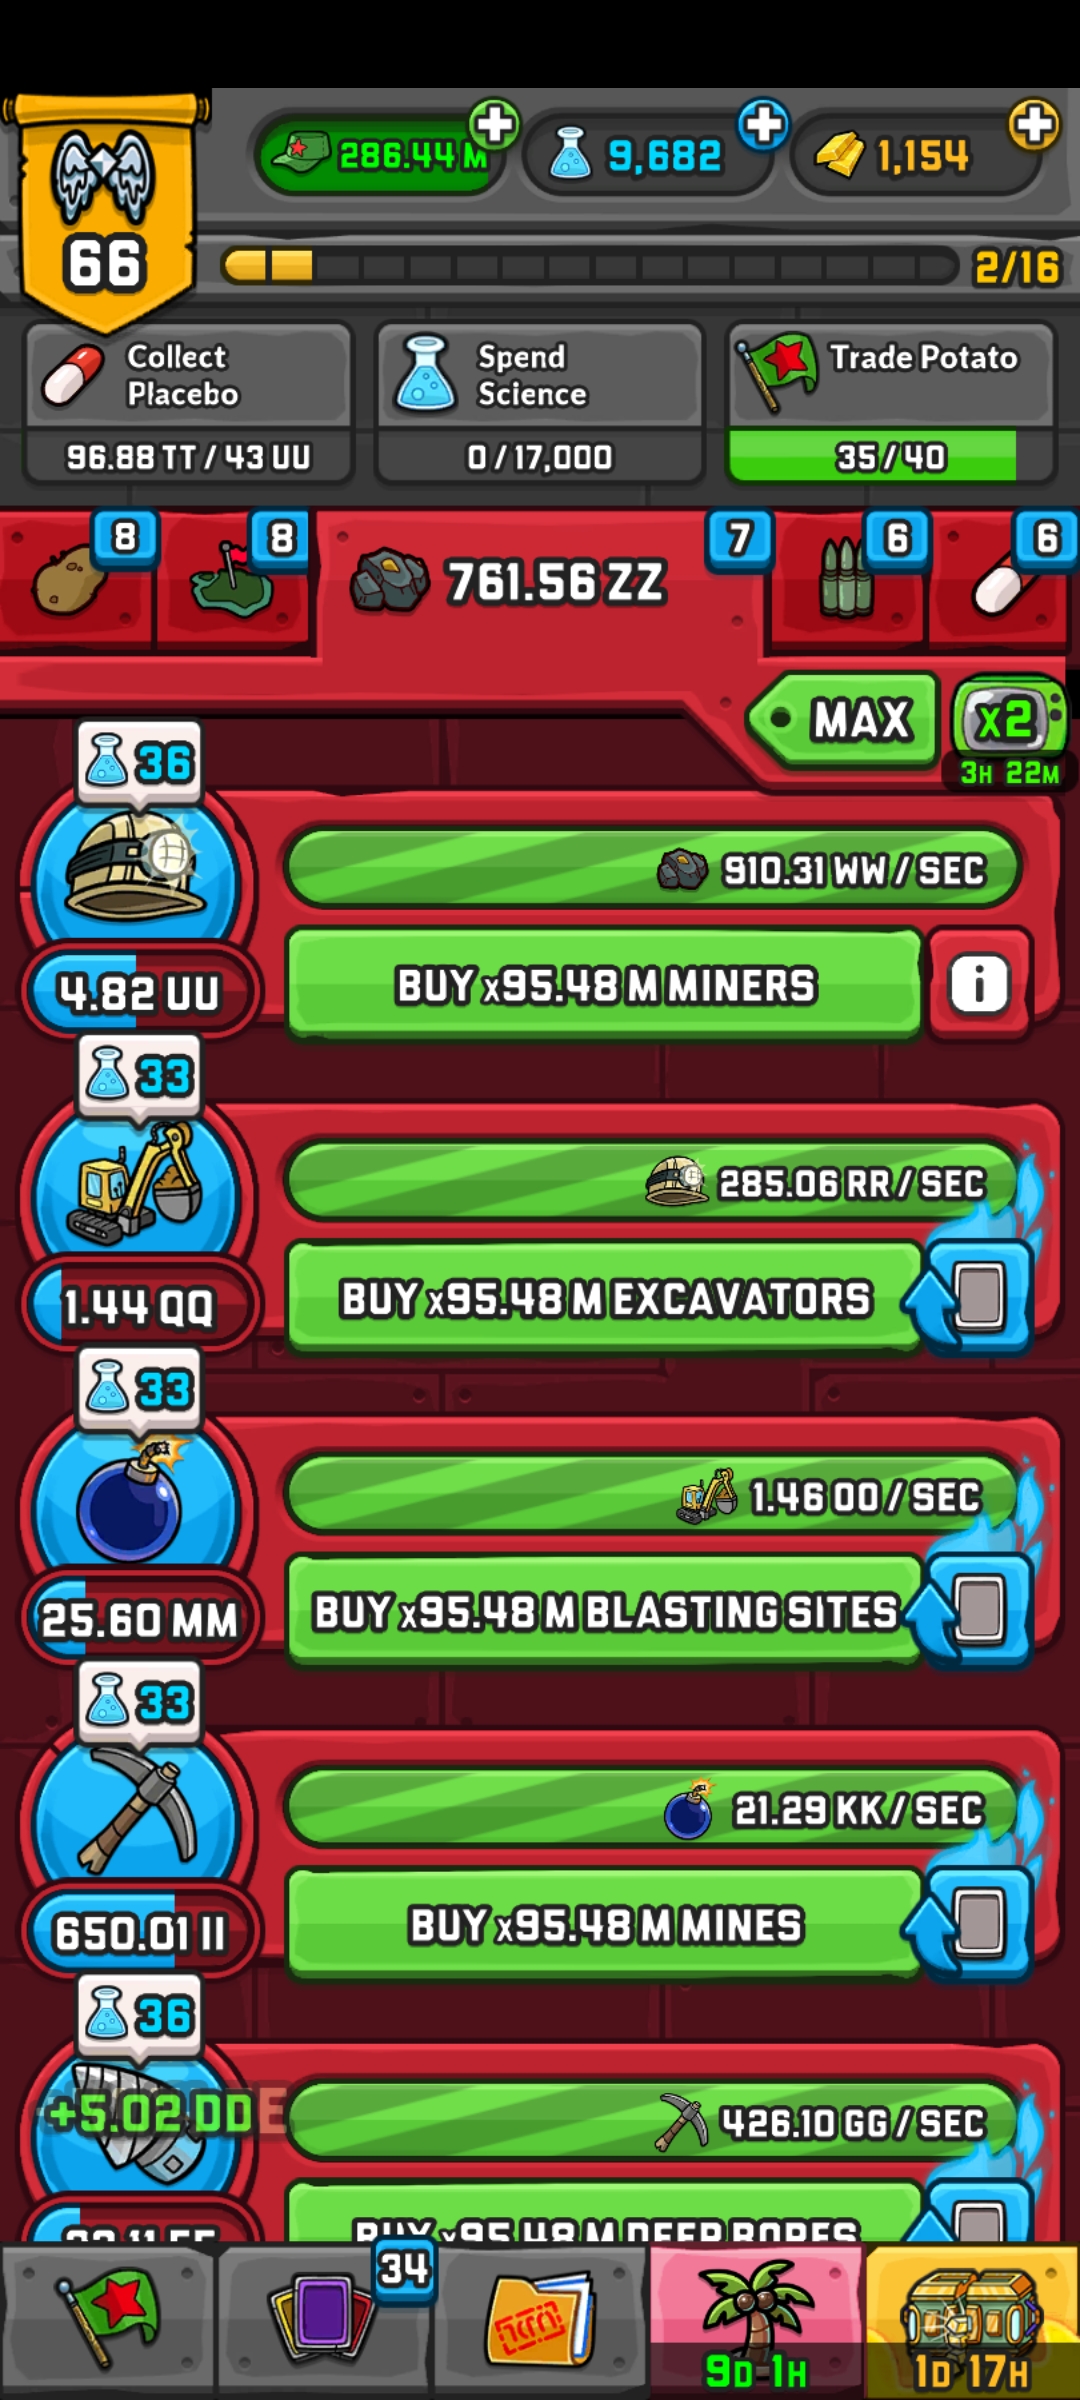 286.44 M
9,682
1,154
66
2/16
Collect
Placebo
96.88 TT / 43 UU
Spend
Science
0 / 17,000
Trade Potato
35 / 40
8
8
761.56 ZZ
7
6
6
MAX
x2
3H 22M
36
910.31 WW / SEC
4.82 UU
BUY x95.48 M MINERS
i
33
285.06 RR / SEC
1.44 QQ
BUY x95.48 M EXCAVATORS
33
1.46 OO / SEC
25.60 MM
BUY x95.48 M BLASTING SITES
33
21.29 KK / SEC
650.01 II
BUY x95.48 M MINES
36
+5.02 DD
426.10 GG / SEC
BUY x95.48 M DEEP BORES
34
9D 1H
1D 17H